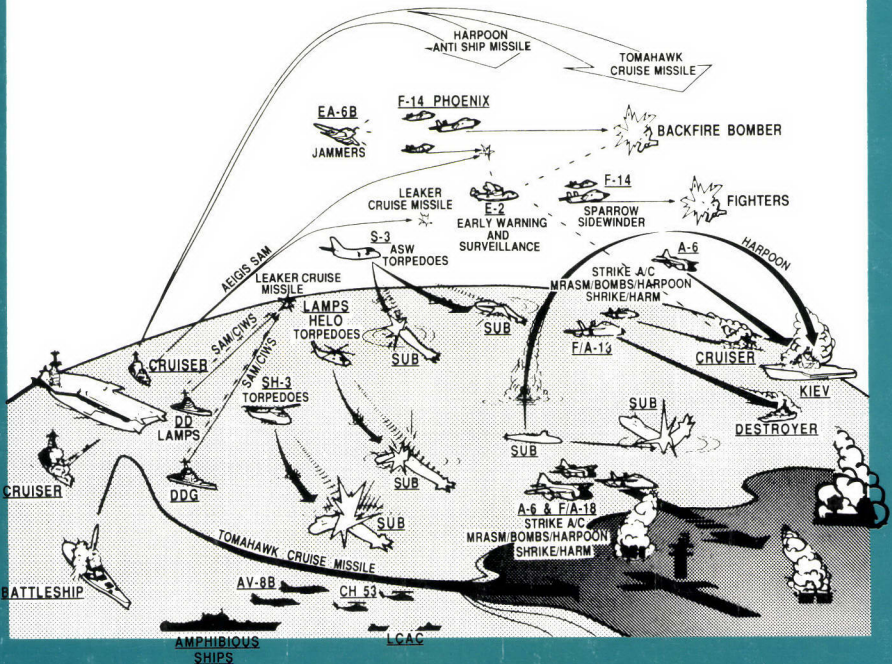 HARPOON
ANTI SHIP MISSILE
TOMAHAWK
CRUISE MISSILE
EA-6B
JAMMERS
F-14 PHOENIX
BACKFIRE BOMBER
LEAKER
CRUISE MISSILE
E-2
EARLY WARNING
AND
SURVEILLANCE
F-14
SPARROW
SIDEWINDER
FIGHTERS
S-3
ASW
TORPEDOES
AEIGIS SAM
LEAKER CRUISE
MISSILE
LAMPS
HELO
TORPEDOES
SUB
SUB
A-6
STRIKE A/C
MRASM/BOMBS/HARPOON
SHRIKE/HARM
HARPOON
F/A-13
CRUISER
KIEV
DESTROYER
CRUISER
SAM/CIWS
SAM/CIWS
DD
LAMPS
SH-3
TORPEDOES
SUB
SUB
SUB
SUB
CRUISER
DDG
A-6 & F/A-18
STRIKE A/C
MRASM/BOMBS/HARPOON
SHRIKE/HARM
TOMAHAWK CRUISE MISSILE
BATTLESHIP
AV-8B
CH 53
AMPHIBIOUS
SHIPS
LCAC